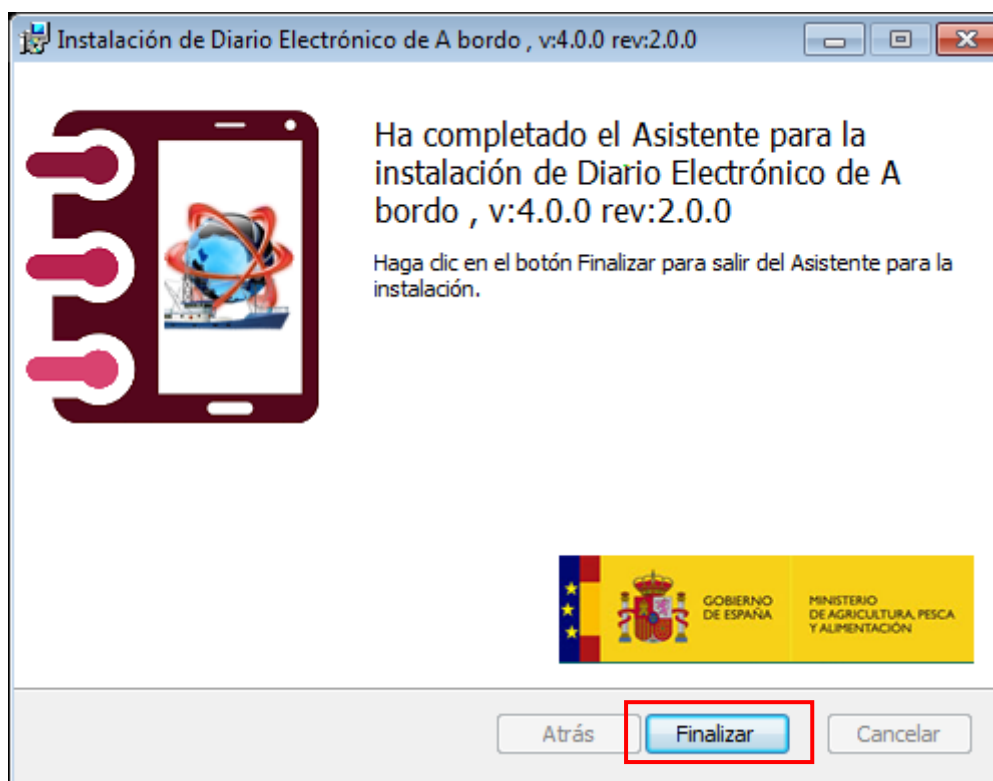 Instalación de Diario Electrónico de A bordo , v:4.0.0 rev:2.0.0
Ha completado el Asistente para la
instalación de Diario Electrónico de A
bordo , v:4.0.0 rev:2.0.0
Haga clic en el botón Finalizar para salir del Asistente para la
instalación.
GOBIERNO
DE ESPAÑA
MINISTERIO
DE AGRICULTURA, PESCA
Y ALIMENTACIÓN
Atrás
Finalizar
Cancelar